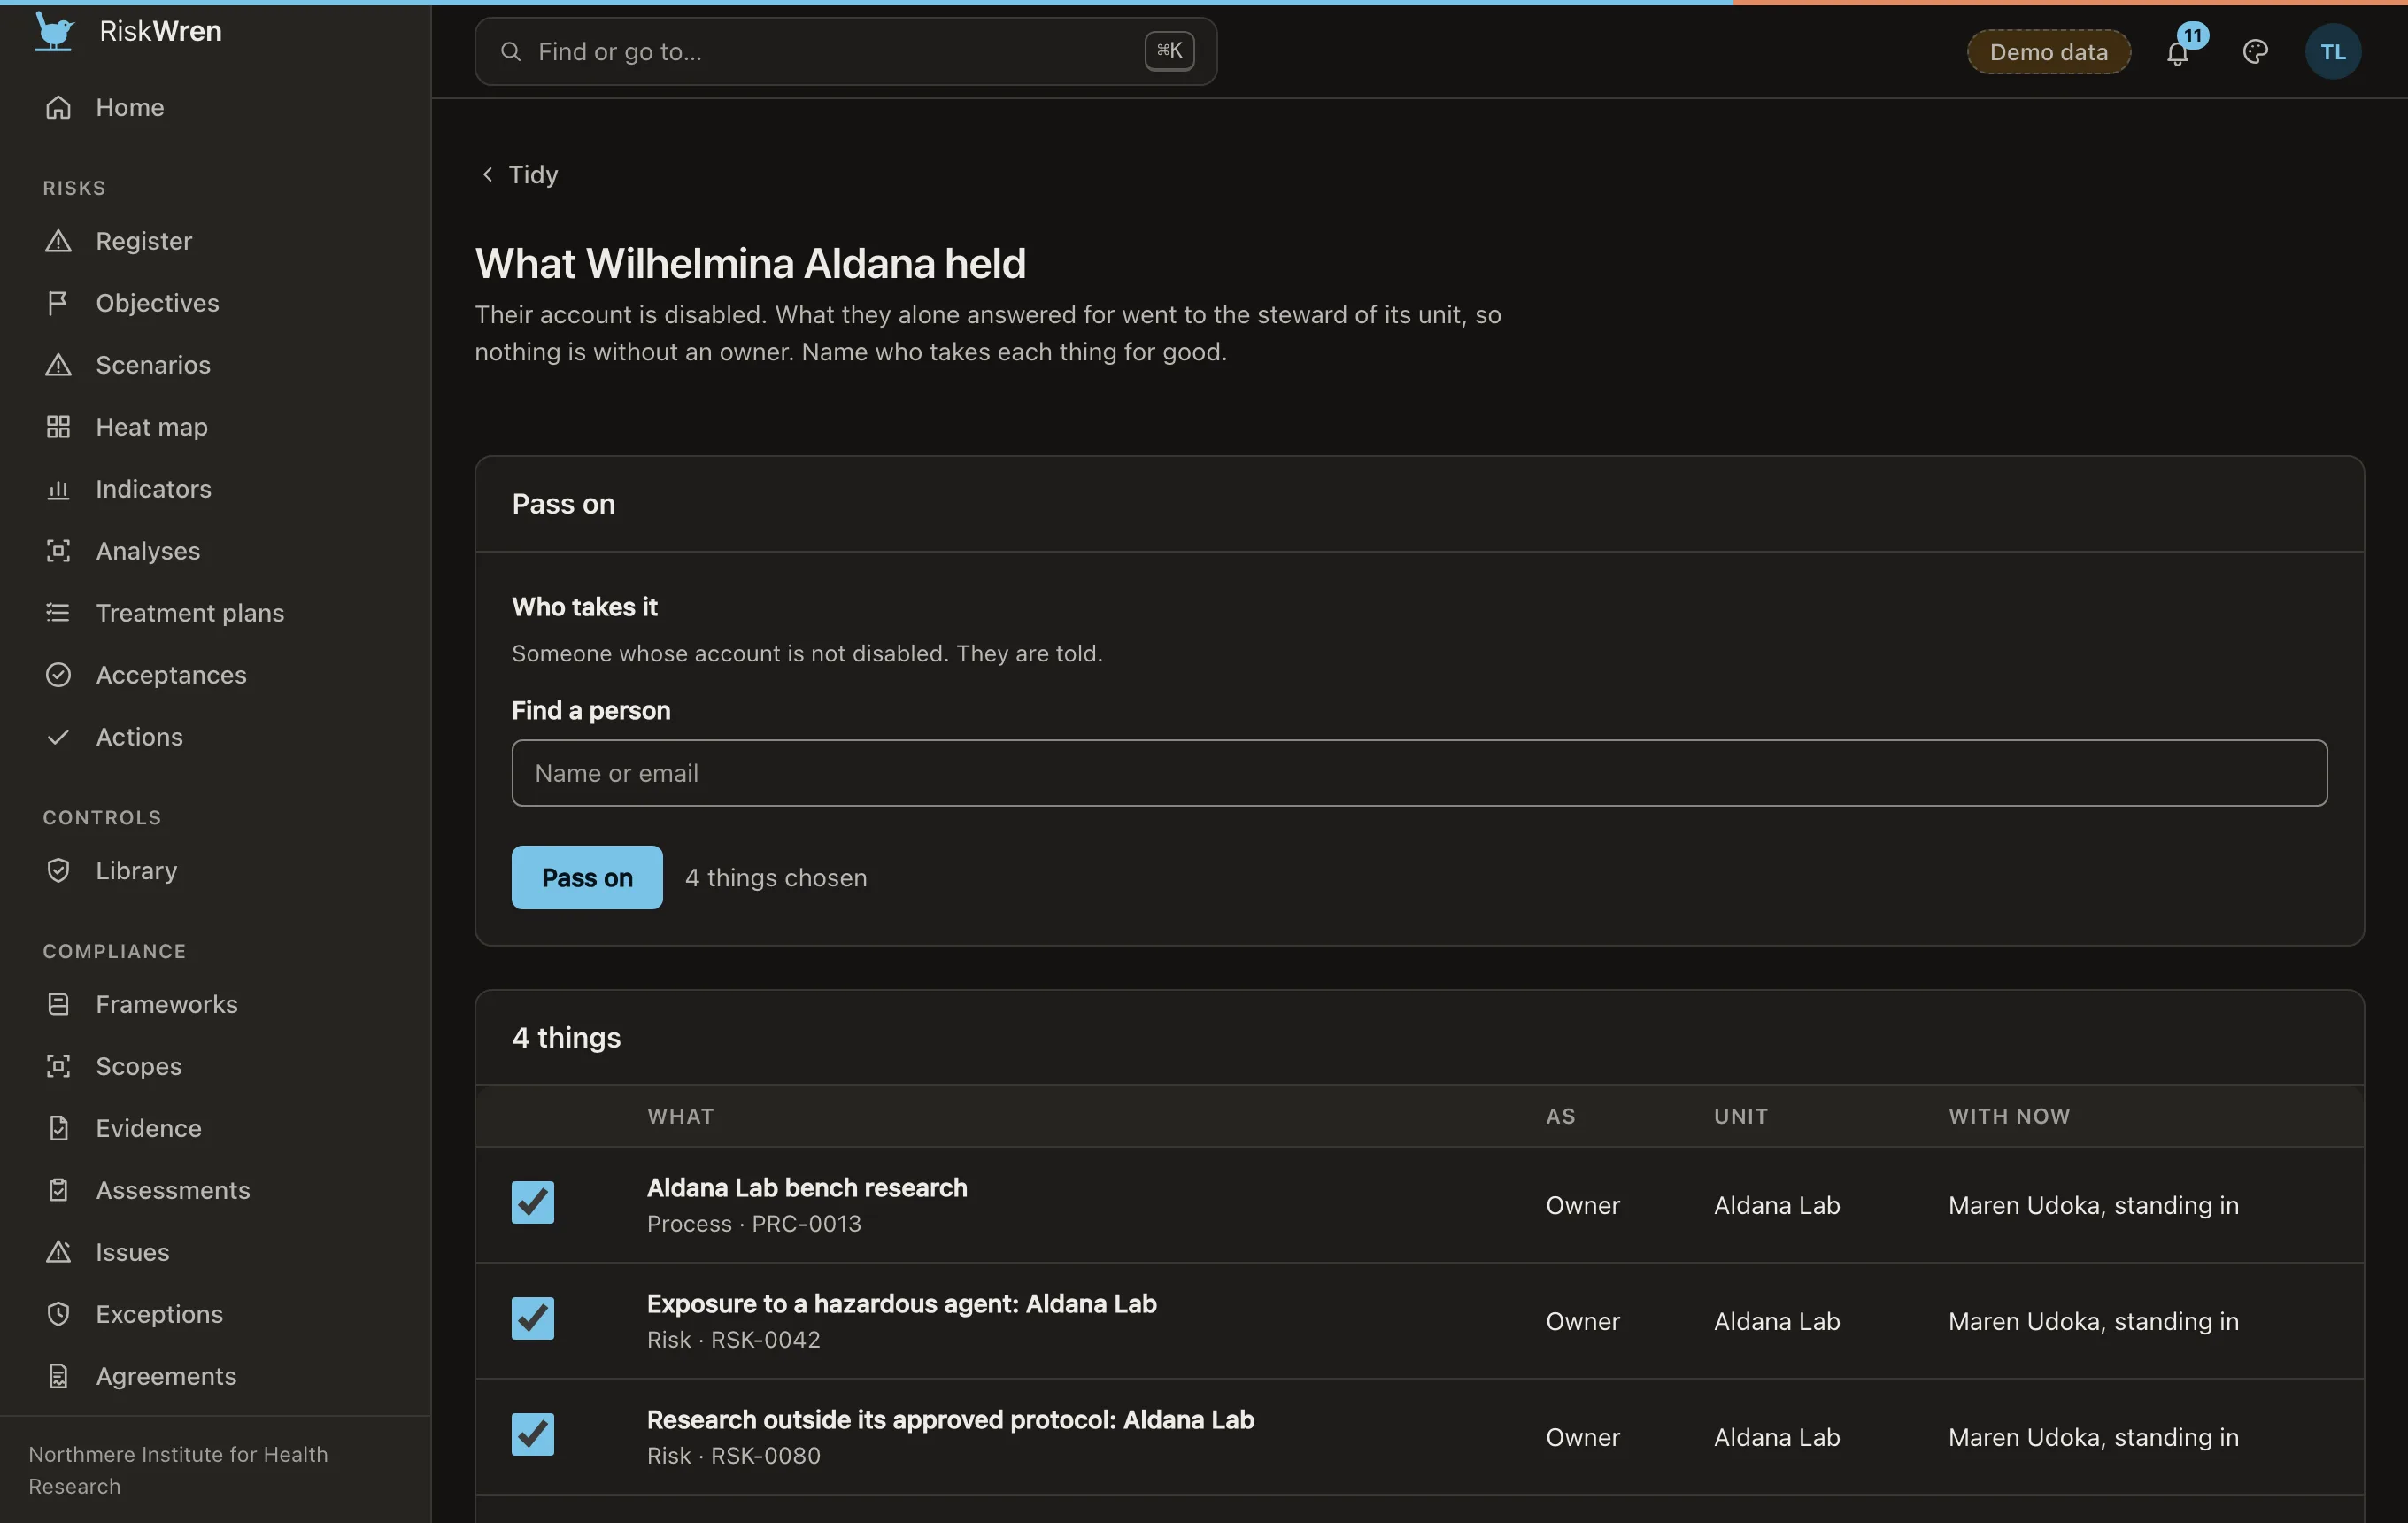 RiskWren
Find or go to...
⌘K
Demo data
11
TL
Home
RISKS
Register
Objectives
Scenarios
Heat map
Indicators
Analyses
Treatment plans
Acceptances
Actions
CONTROLS
Library
COMPLIANCE
Frameworks
Scopes
Evidence
Assessments
Issues
Exceptions
Agreements
Northmere Institute for Health
Research
Tidy
What Wilhelmina Aldana held
Their account is disabled. What they alone answered for went to the steward of its unit, so
nothing is without an owner. Name who takes each thing for good.
Pass on
Who takes it
Someone whose account is not disabled. They are told.
Find a person
Name or email
Pass on
4 things chosen
4 things
WHAT AS UNIT WITH NOW
Aldana Lab bench research
Process · PRC-0013
Owner Aldana Lab Maren Udoka, standing in
Exposure to a hazardous agent: Aldana Lab
Risk · RSK-0042
Owner Aldana Lab Maren Udoka, standing in
Research outside its approved protocol: Aldana Lab
Risk · RSK-0080
Owner Aldana Lab Maren Udoka, standing in